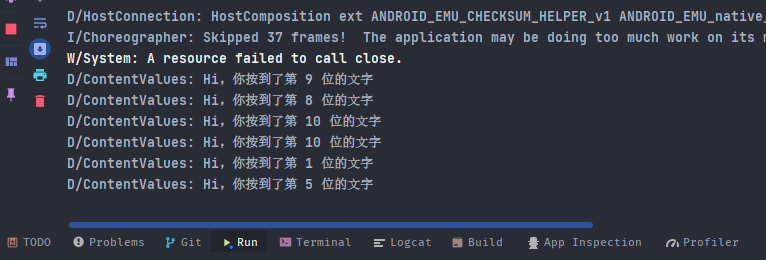 D/HostConnection: HostComposition ext ANDROID_EMU_CHECKSUM_HELPER_v1 ANDROID_EMU_native_
I/Choreographer: Skipped 37 frames!  The application may be doing too much work on its
W/System: A resource failed to call close.
D/ContentValues: Hi，你按到了第 9 位的文字
D/ContentValues: Hi，你按到了第 8 位的文字
D/ContentValues: Hi，你按到了第 10 位的文字
D/ContentValues: Hi，你按到了第 10 位的文字
D/ContentValues: Hi，你按到了第 1 位的文字
D/ContentValues: Hi，你按到了第 5 位的文字
TODO Problems Git Run Terminal Logcat Build App Inspection Profiler